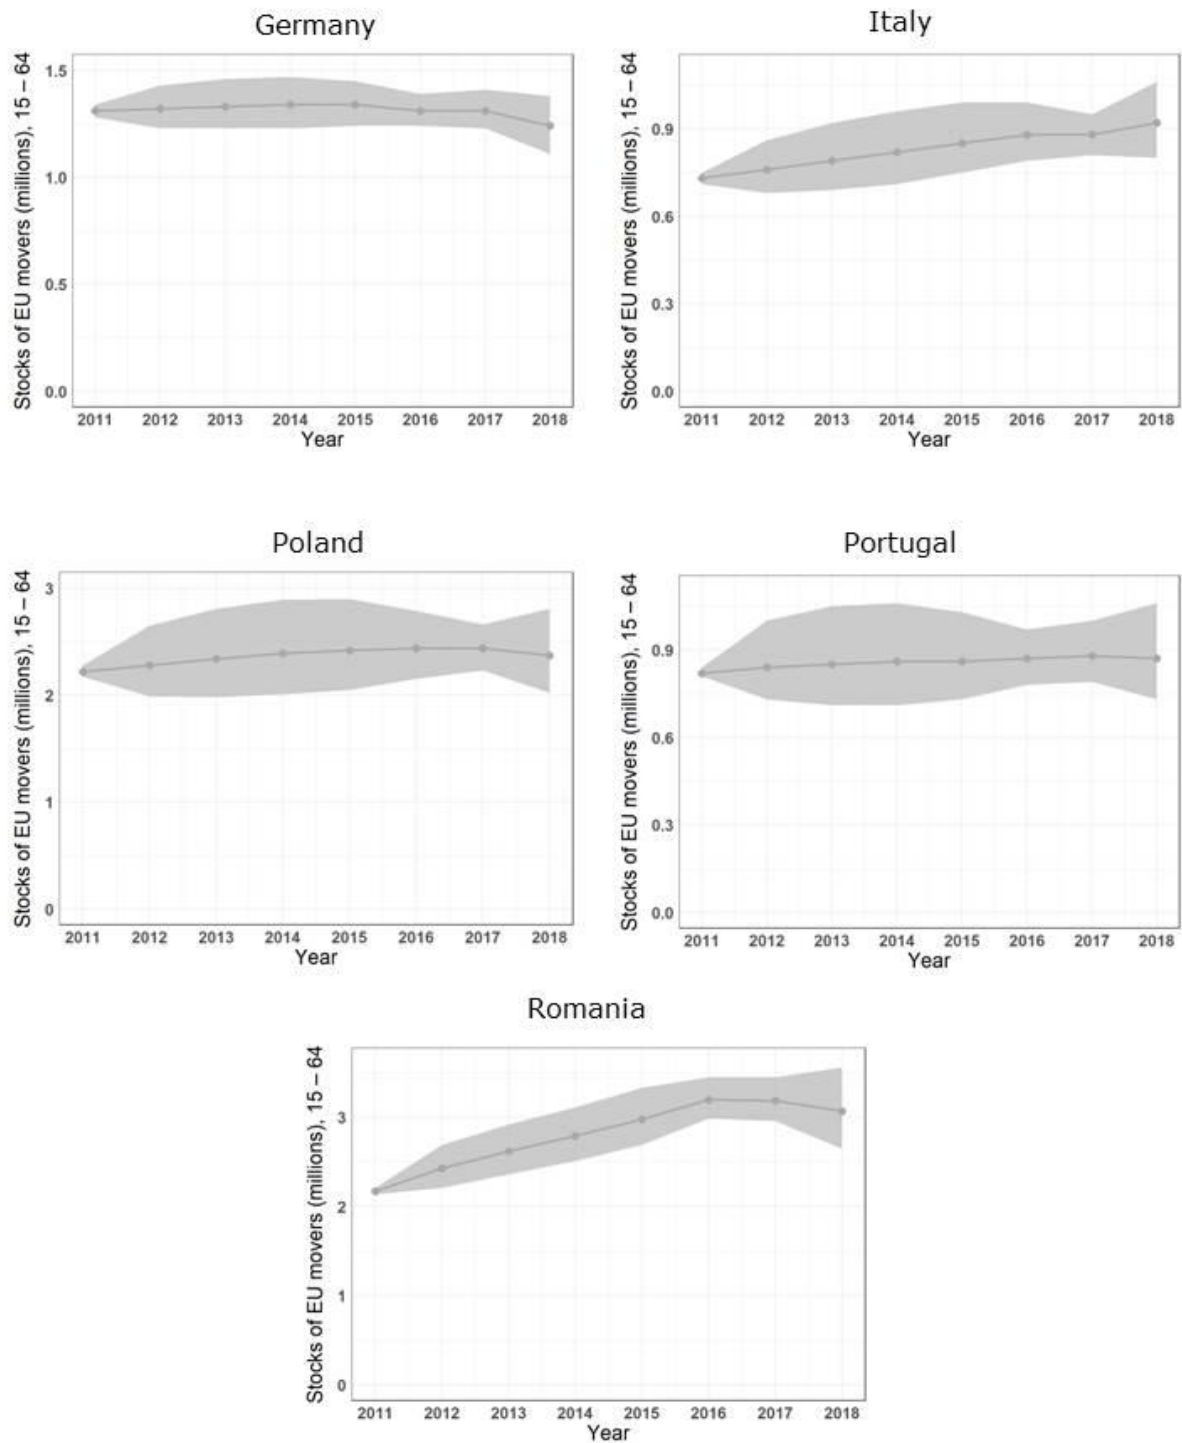 Germany
Stocks of EU movers (millions), 15 – 64
1.5
1.0
0.5
0.0
2011 2012 2013 2014 2015 2016 2017 2018
Year
Italy
Stocks of EU movers (millions), 15 – 64
0.9
0.6
0.3
0.0
2011 2012 2013 2014 2015 2016 2017 2018
Year
Poland
Stocks of EU movers (millions), 15 – 64
3
2
1
0
2011 2012 2013 2014 2015 2016 2017 2018
Year
Portugal
Stocks of EU movers (millions), 15 – 64
0.9
0.6
0.3
0.0
2011 2012 2013 2014 2015 2016 2017 2018
Year
Romania
Stocks of EU movers (millions), 15 – 64
3
2
1
0
2011 2012 2013 2014 2015 2016 2017 2018
Year